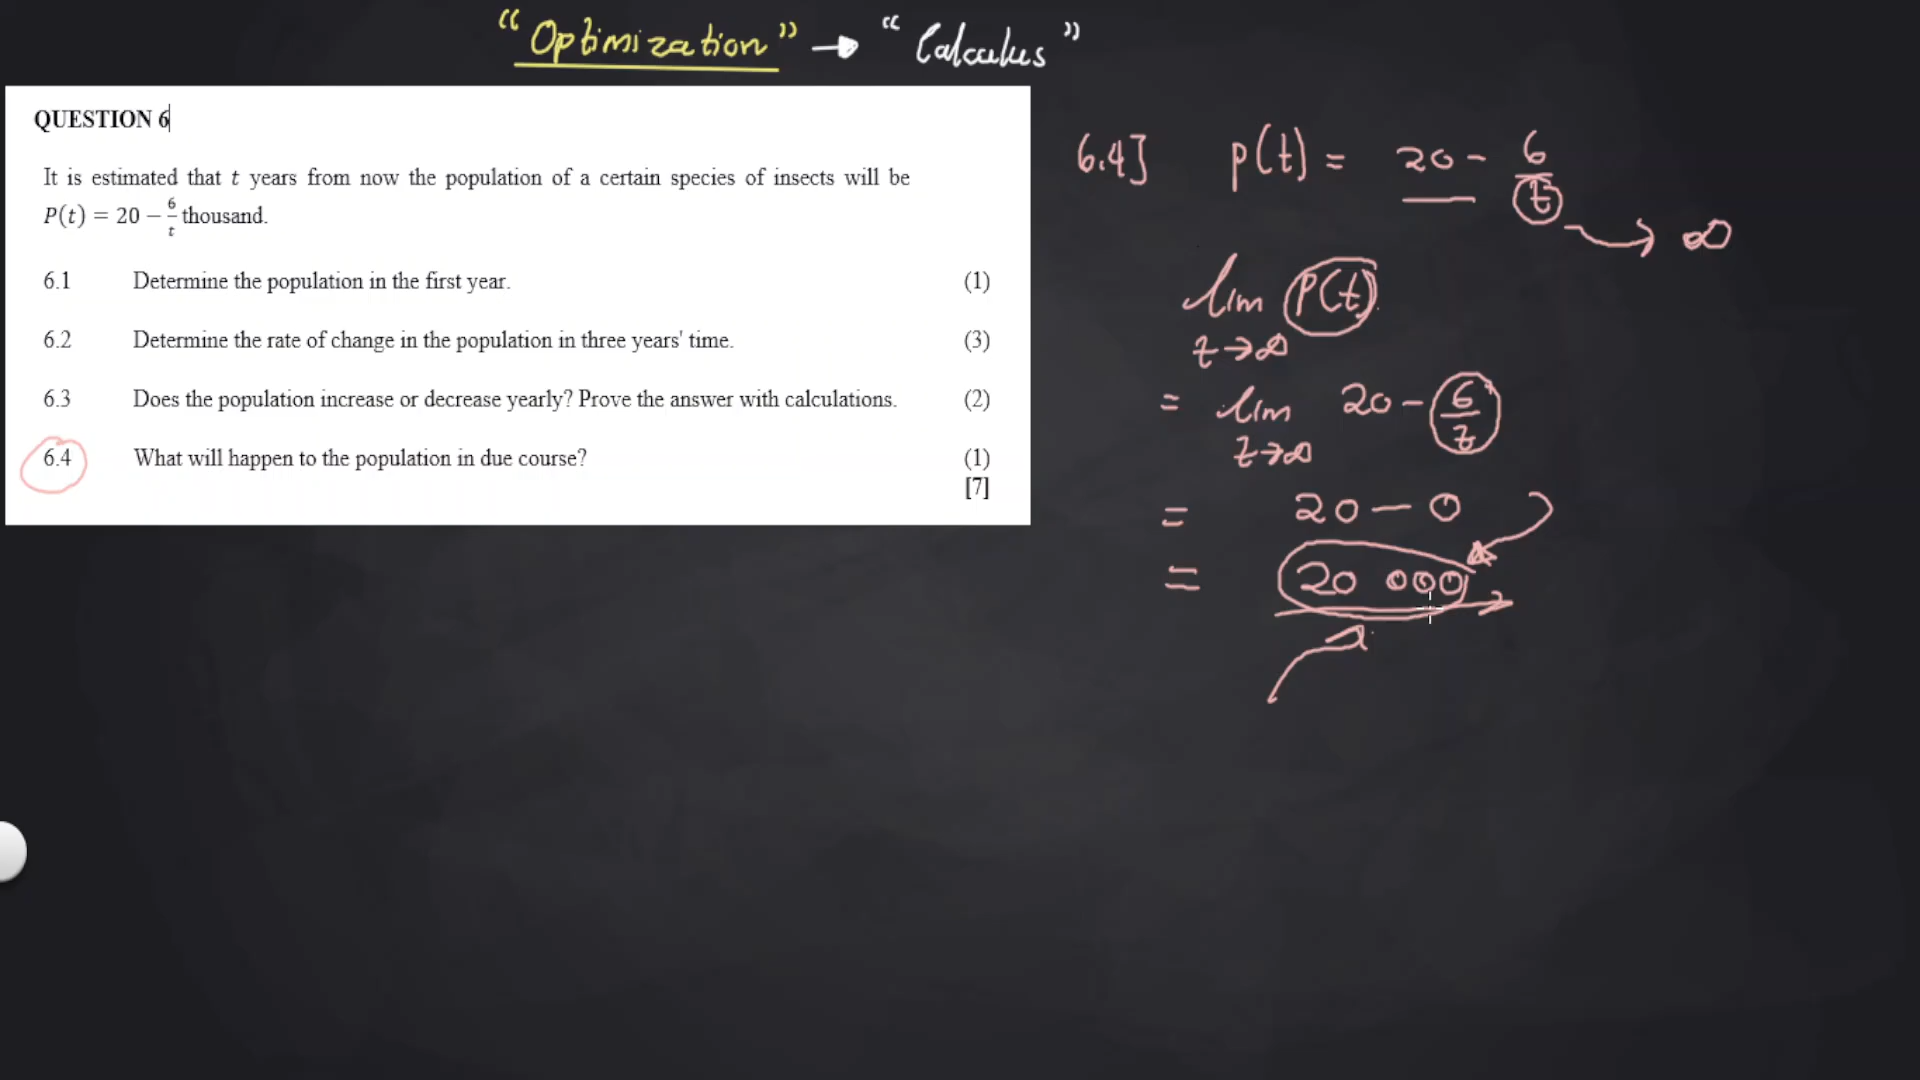 “Optimization” → “Calculus”
QUESTION 6
It is estimated that t years from now the population of a certain species of insects will be
P(t) = 20 − 6/t thousand.
6.1 Determine the population in the first year. (1)
6.2 Determine the rate of change in the population in three years' time. (3)
6.3 Does the population increase or decrease yearly? Prove the answer with calculations. (2)
6.4 What will happen to the population in due course? (1)
[7]
6.4] P(t) = 20 - 6/t → ∞
lim P(t)
t→∞
= lim 20 - 6/t
t→∞
= 20 - 0
= 20 000